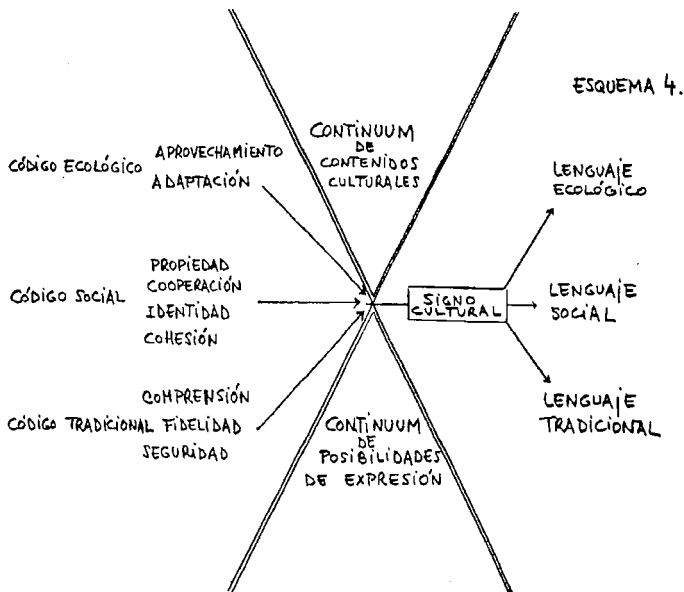 ESQUEMA 4.
CONTINUUM
DE
CONTENIDOS
CULTURALES
CÓDIGO ECOLÓGICO
APROVECHAMIENTO
ADAPTACIÓN
CÓDIGO SOCIAL
PROPIEDAD
COOPERACIÓN
IDENTIDAD
COHESIÓN
CÓDIGO TRADICIONAL
COMPRENSIÓN
FIDELIDAD
SEGURIDAD
SIGNO
CULTURAL
LENGUAJE
ECOLÓGICO
LENGUAJE
SOCIAL
LENGUAJE
TRADICIONAL
CONTINUUM
DE
POSIBILIDADES
DE EXPRESIÓN